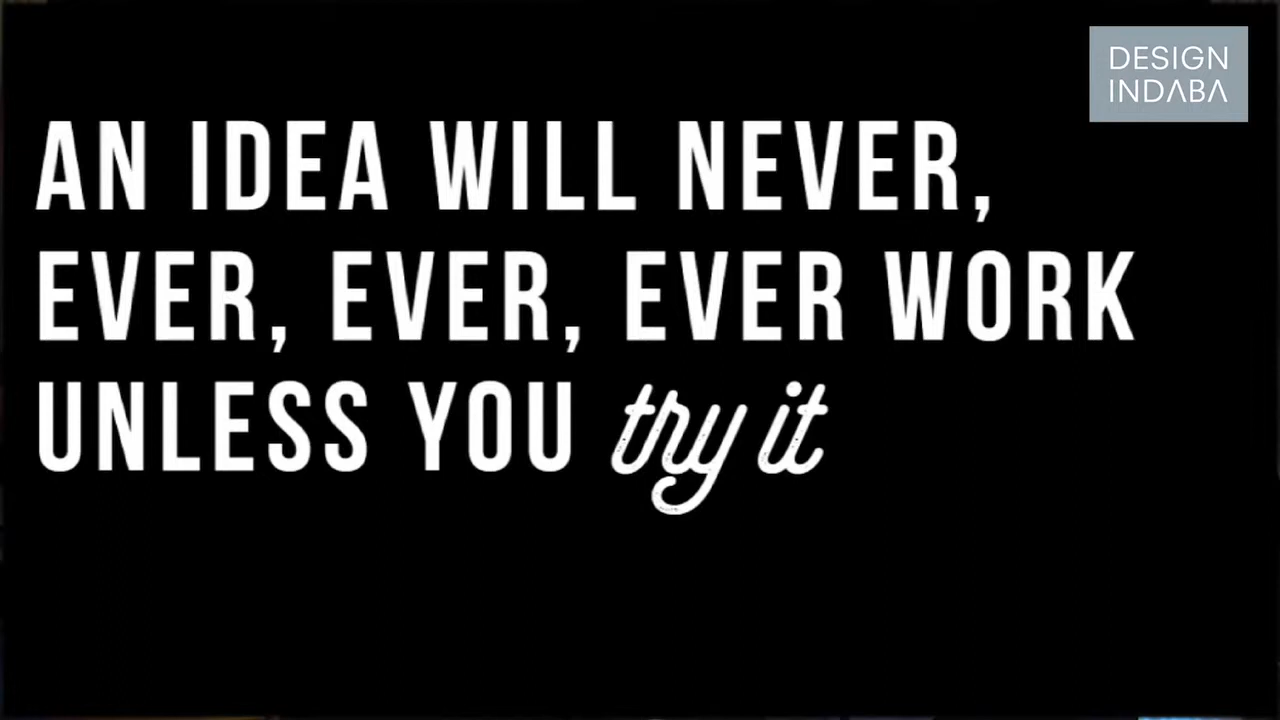 DESIGN
INDABA
AN IDEA WILL NEVER,
EVER, EVER, EVER WORK
UNLESS YOU try it